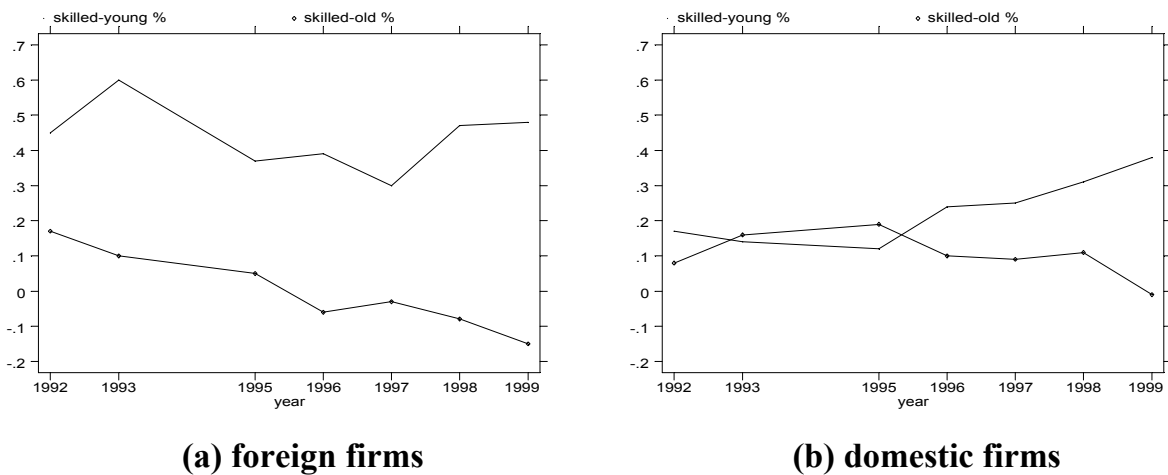 skilled-young % skilled-old %
.7
.6
.5
.4
.3
.2
.1
0
-.1
-.2
1992 1993 1995 1996 1997 1998 1999
year
(a) foreign firms
skilled-young % skilled-old %
.7
.6
.5
.4
.3
.2
.1
0
-.1
-.2
1992 1993 1995 1996 1997 1998 1999
year
(b) domestic firms